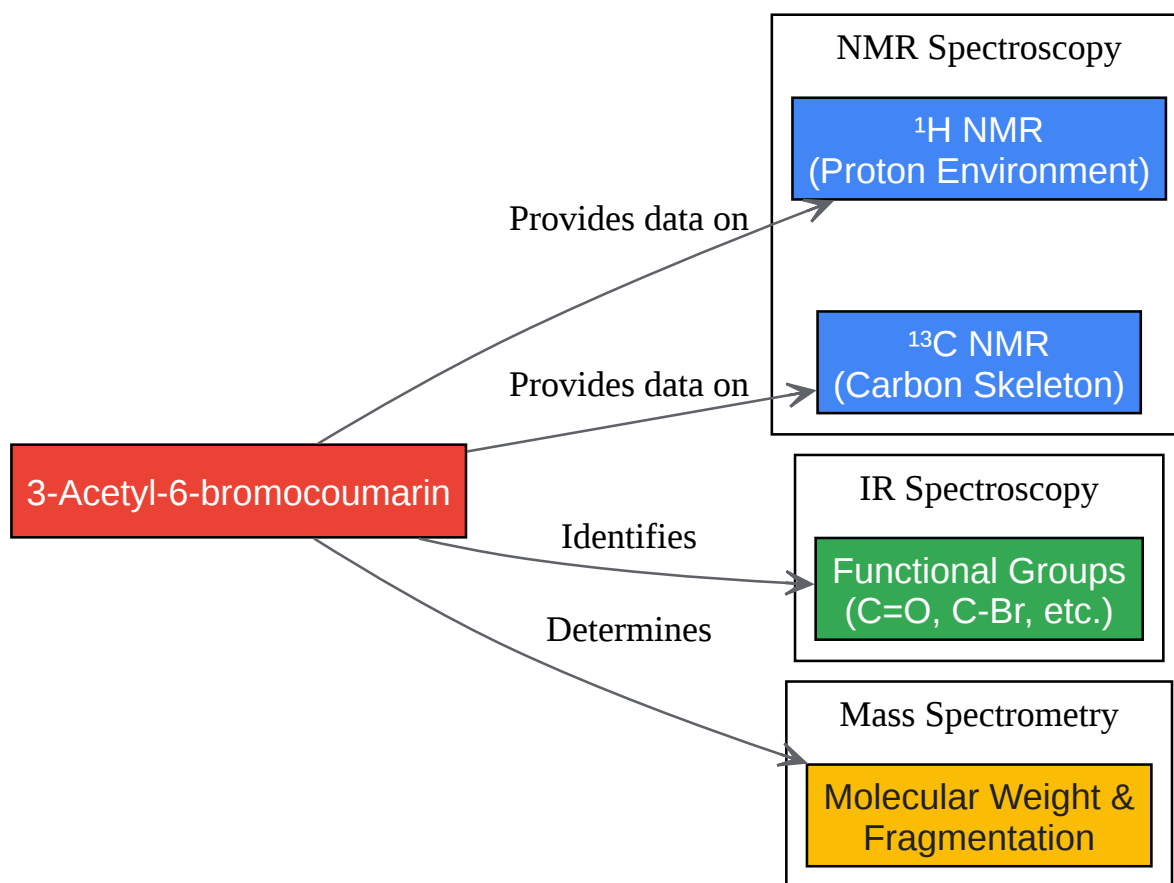 NMR Spectroscopy
¹H NMR
(Proton Environment)
Provides data on
¹³C NMR
(Carbon Skeleton)
Provides data on
3-Acetyl-6-bromocoumarin
IR Spectroscopy
Identifies
Functional Groups
(C=O, C-Br, etc.)
Determines
Mass Spectrometry
Molecular Weight &
Fragmentation